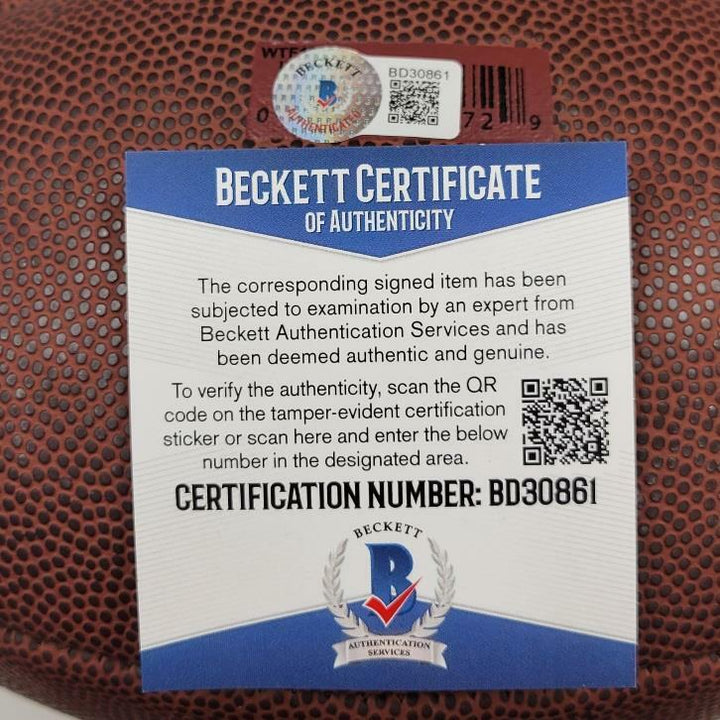 WTF1
BECKETT
B
AUTHENTICATED
BD30861
0
72 9
BECKETT CERTIFICATE
OF AUTHENTICITY
The corresponding signed item has been
subjected to examination by an expert from
Beckett Authentication Services and has
been deemed authentic and genuine.
To verify the authenticity, scan the QR
code on the tamper-evident certification
sticker or scan here and enter the below
number in the designated area.
CERTIFICATION NUMBER: BD30861
BECKETT
B
AUTHENTICATION
SERVICES